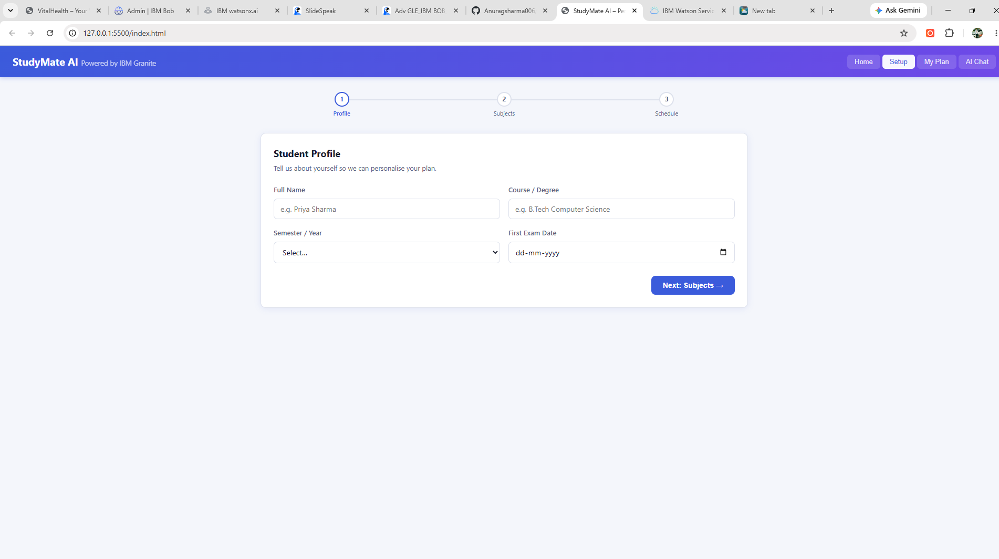 VitalHealth – Your
Admin | IBM Bob
IBM watsonx.ai
SlideSpeak
Adv GLE_IBM BOB_
Anuragsharma006
StudyMate AI – Pe
IBM Watson Servic
New tab
Ask Gemini
127.0.0.1:5500/index.html
StudyMate AI Powered by IBM Granite
Home
Setup
My Plan
AI Chat
1
2
3
Profile
Subjects
Schedule
Student Profile
Tell us about yourself so we can personalise your plan.
Full Name
Course / Degree
e.g. Priya Sharma
e.g. B.Tech Computer Science
Semester / Year
First Exam Date
Select...
dd-mm-yyyy
Next: Subjects →